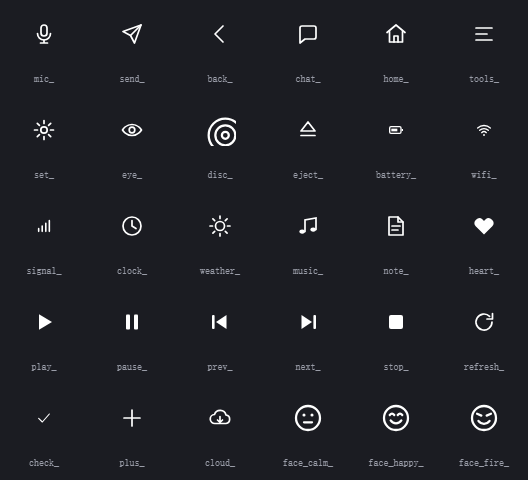 mic_ send_ back_ chat_ home_ tools_
set_ eye_ disc_ eject_ battery_ wifi_
signal_ clock_ weather_ music_ note_ heart_
play_ pause_ prev_ next_ stop_ refresh_
check_ plus_ cloud_ face_calm_ face_happy_ face_fire_